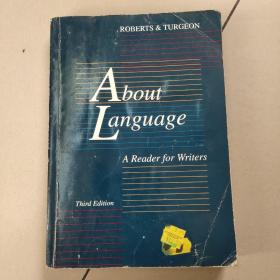 ROBERTS & TURGEON
About
Language
A Reader for Writers
Third Edition